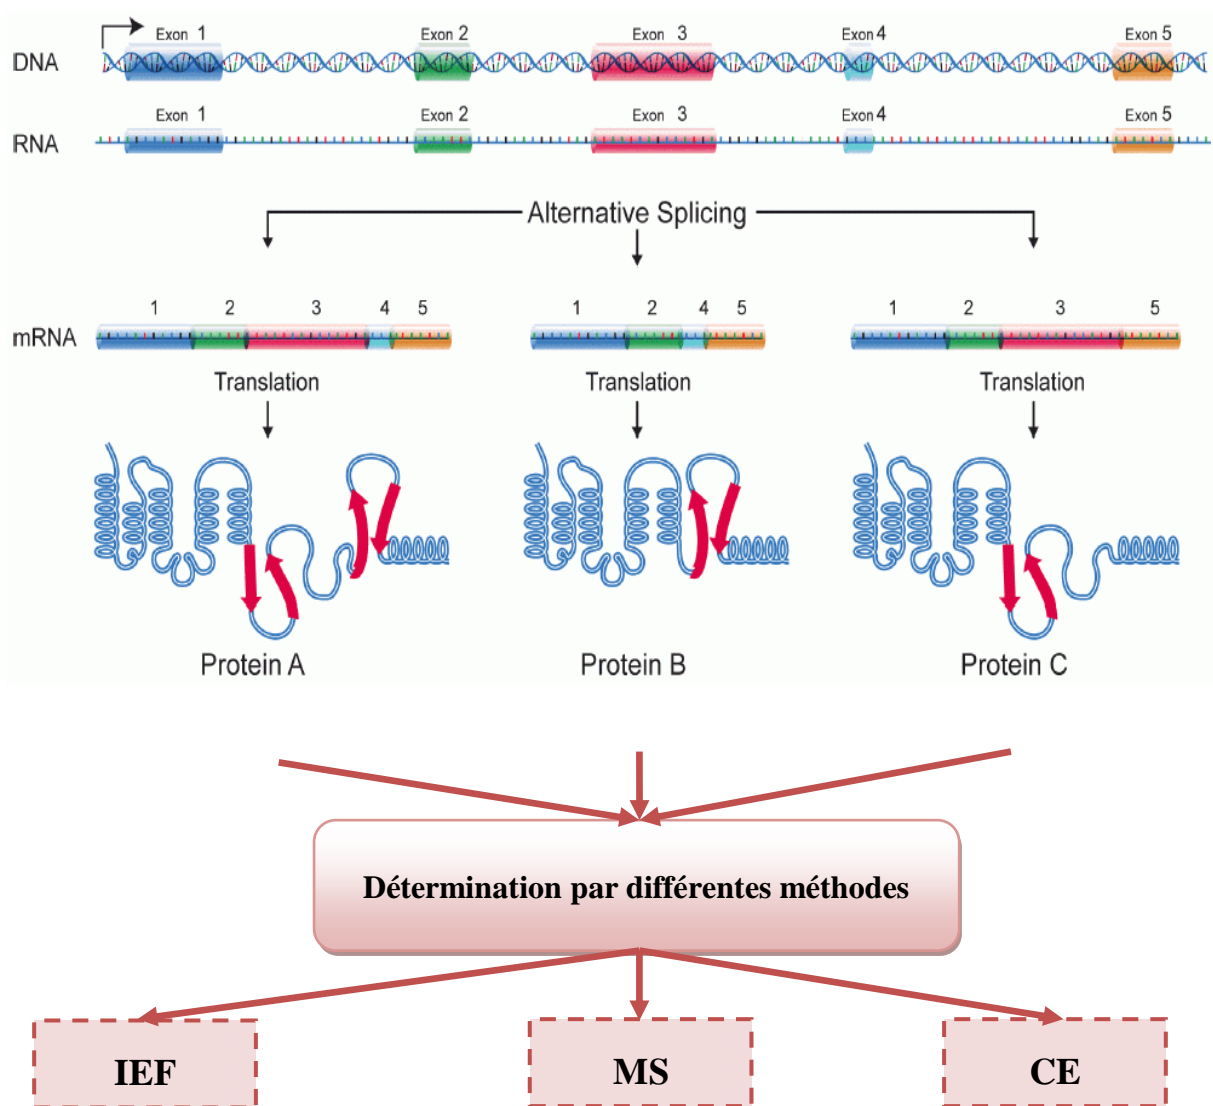 Exon 1 Exon 2 Exon 3 Exon 4 Exon 5
DNA
Exon 1 Exon 2 Exon 3 Exon 4 Exon 5
RNA
Alternative Splicing
1 2 3 4 5 1 2 4 5 1 2 3 5
mRNA
Translation Translation Translation
Protein A Protein B Protein C
Détermination par différentes méthodes
IEF MS CE